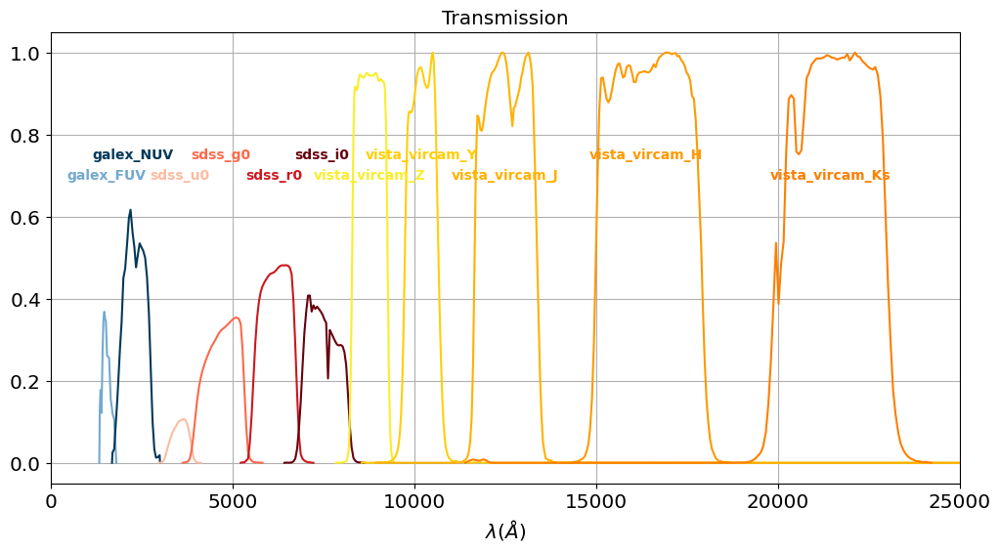 Transmission
1.0
0.8
galex_NUV sdss_g0 sdss_i0 vista_vircam_Y vista_vircam_H
galex_FUV sdss_u0 sdss_r0 vista_vircam_Z vista_vircam_J vista_vircam_Ks
0.6
0.4
0.2
0.0
0 5000 10000 15000 20000 25000
λ(Å)